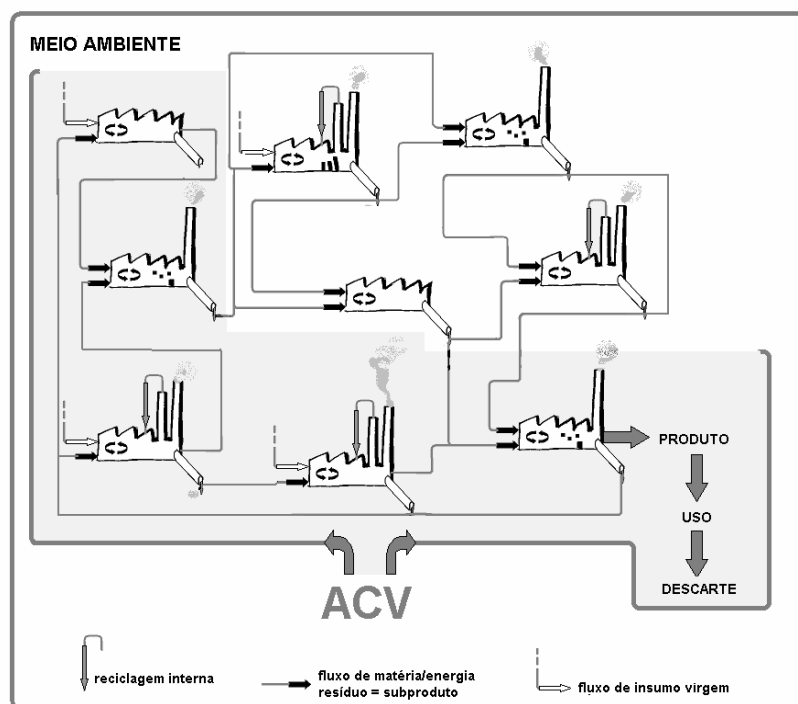 MEIO AMBIENTE
PRODUTO
USO
DESCARTE
ACV
reciclagem interna
fluxo de matéria/energia
resíduo = subproduto
fluxo de insumo virgem